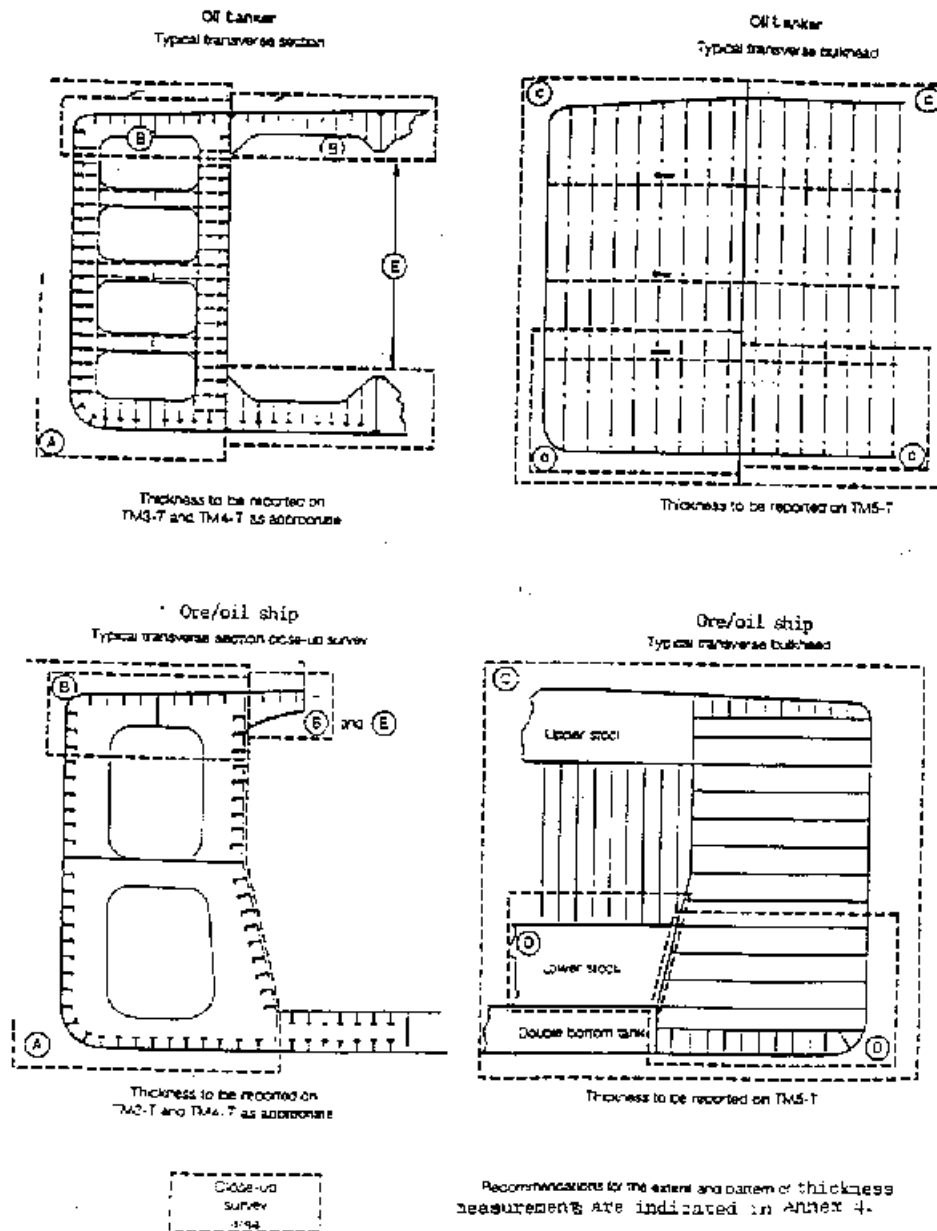 Oil tanker
Typical transverse section
B
B
E
A
Thickness to be reported on
TM3-T and TM4-T as appropriate
Oil tanker
Typical transverse bulkhead
C
C
D
D
Thickness to be reported on TM5-T
Ore/oil ship
Typical transverse section close-up survey
B
B and E
A
Thickness to be reported on
and TM4-T as appropriate
Ore/oil ship
Typical transverse bulkhead
C
Upper stool
D
Lower stool
Double bottom tank
D
Thickness to be reported on TM5-T
Close-up
survey
area
Recommendations for the extent and pattern of thickness
measurement are indicated in Annex 4.